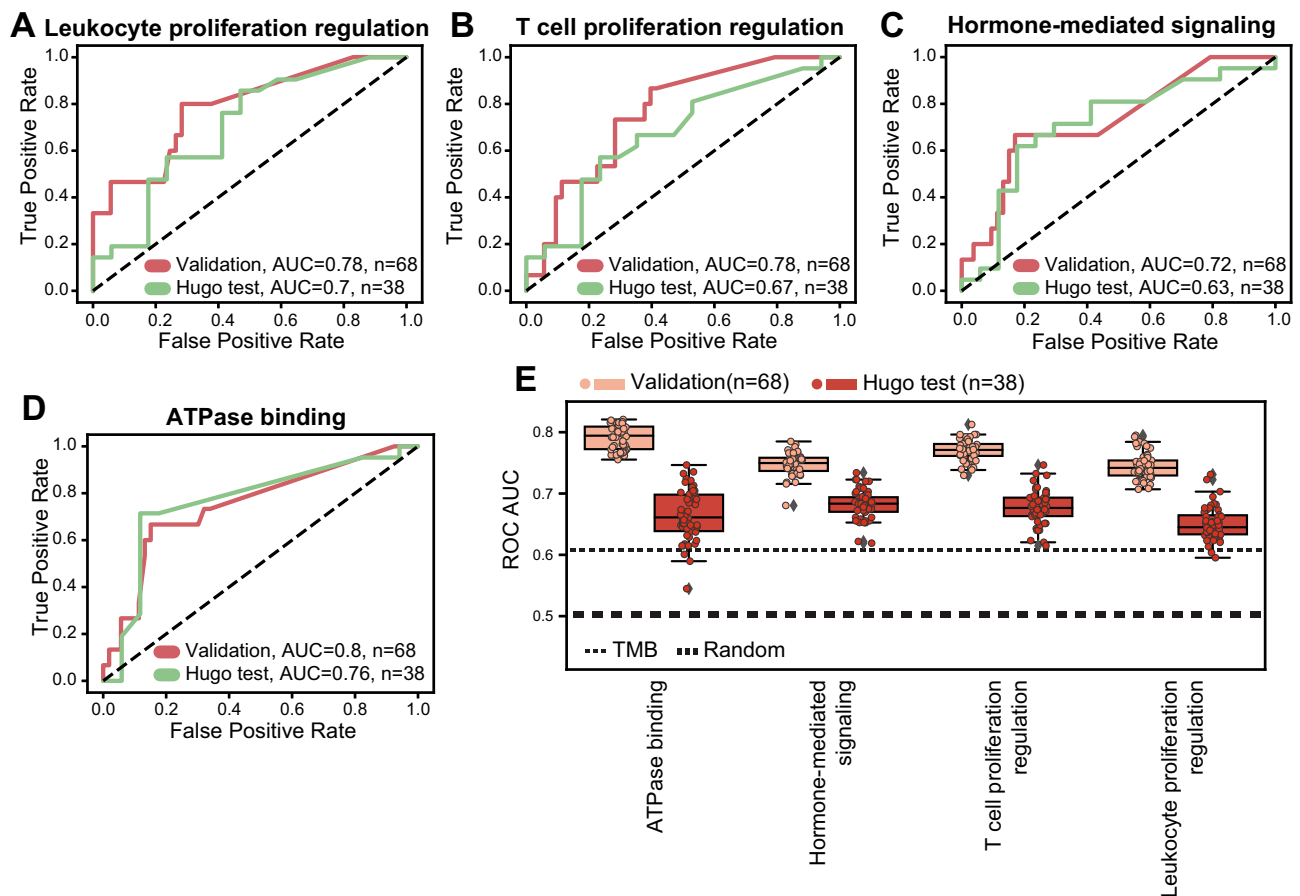 A Leukocyte proliferation regulation
True Positive Rate
1.0
0.8
0.6
0.4
0.2
0.0
Validation, AUC=0.78, n=68
Hugo test, AUC=0.7, n=38
0.0 0.2 0.4 0.6 0.8 1.0
False Positive Rate
B T cell proliferation regulation
True Positive Rate
1.0
0.8
0.6
0.4
0.2
0.0
Validation, AUC=0.78, n=68
Hugo test, AUC=0.67, n=38
0.0 0.2 0.4 0.6 0.8 1.0
False Positive Rate
C Hormone-mediated signaling
True Positive Rate
1.0
0.8
0.6
0.4
0.2
0.0
Validation, AUC=0.72, n=68
Hugo test, AUC=0.63, n=38
0.0 0.2 0.4 0.6 0.8 1.0
False Positive Rate
D ATPase binding
True Positive Rate
1.0
0.8
0.6
0.4
0.2
0.0
Validation, AUC=0.8, n=68
Hugo test, AUC=0.76, n=38
0.0 0.2 0.4 0.6 0.8 1.0
False Positive Rate
E
Validation(n=68) Hugo test (n=38)
ROC AUC
0.8
0.7
0.6
0.5
TMB Random
ATPase binding
Hormone-mediated
signaling
T cell proliferation
regulation
Leukocyte proliferation
regulation